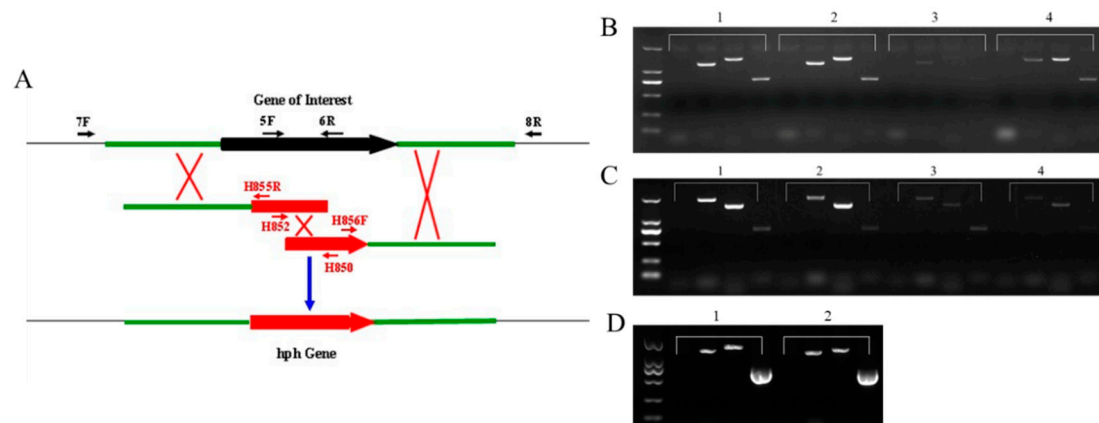 A
Gene of Interest
7F
5F
6R
8R
H855R
H852
H856F
H850
hph Gene
B
1
2
3
4
C
1
2
3
4
D
1
2